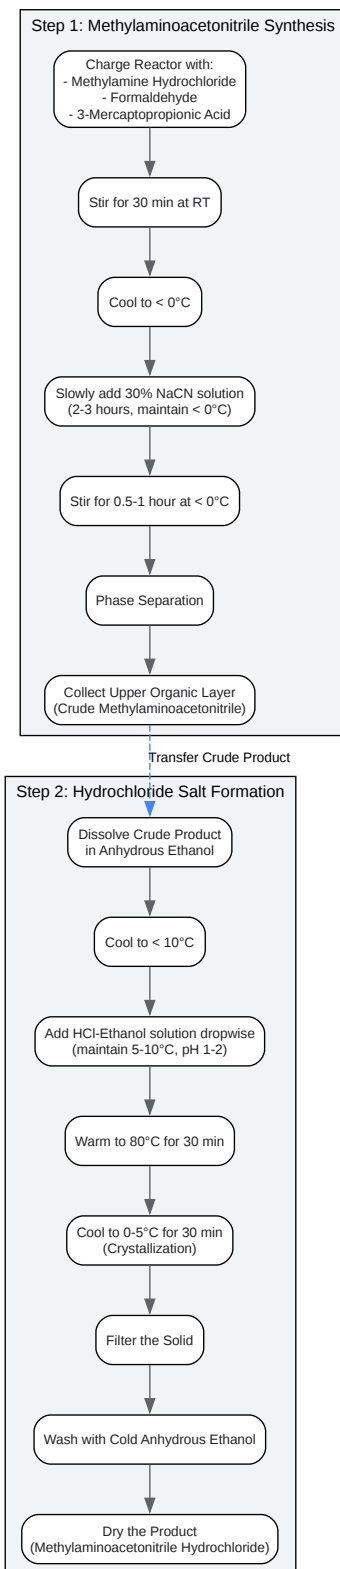 Step 1: Methylaminoacetonitrile Synthesis
Charge Reactor with:
- Methylamine Hydrochloride
- Formaldehyde
- 3-Mercaptopropionic Acid
Stir for 30 min at RT
Cool to < 0°C
Slowly add 30% NaCN solution
(2-3 hours, maintain < 0°C)
Stir for 0.5-1 hour at < 0°C
Phase Separation
Collect Upper Organic Layer
(Crude Methylaminoacetonitrile)
Transfer Crude Product
Step 2: Hydrochloride Salt Formation
Dissolve Crude Product
in Anhydrous Ethanol
Cool to < 10°C
Add HCl-Ethanol solution dropwise
(maintain 5-10°C, pH 1-2)
Warm to 80°C for 30 min
Cool to 0-5°C for 30 min
(Crystallization)
Filter the Solid
Wash with Cold Anhydrous Ethanol
Dry the Product
(Methylaminoacetonitrile Hydrochloride)